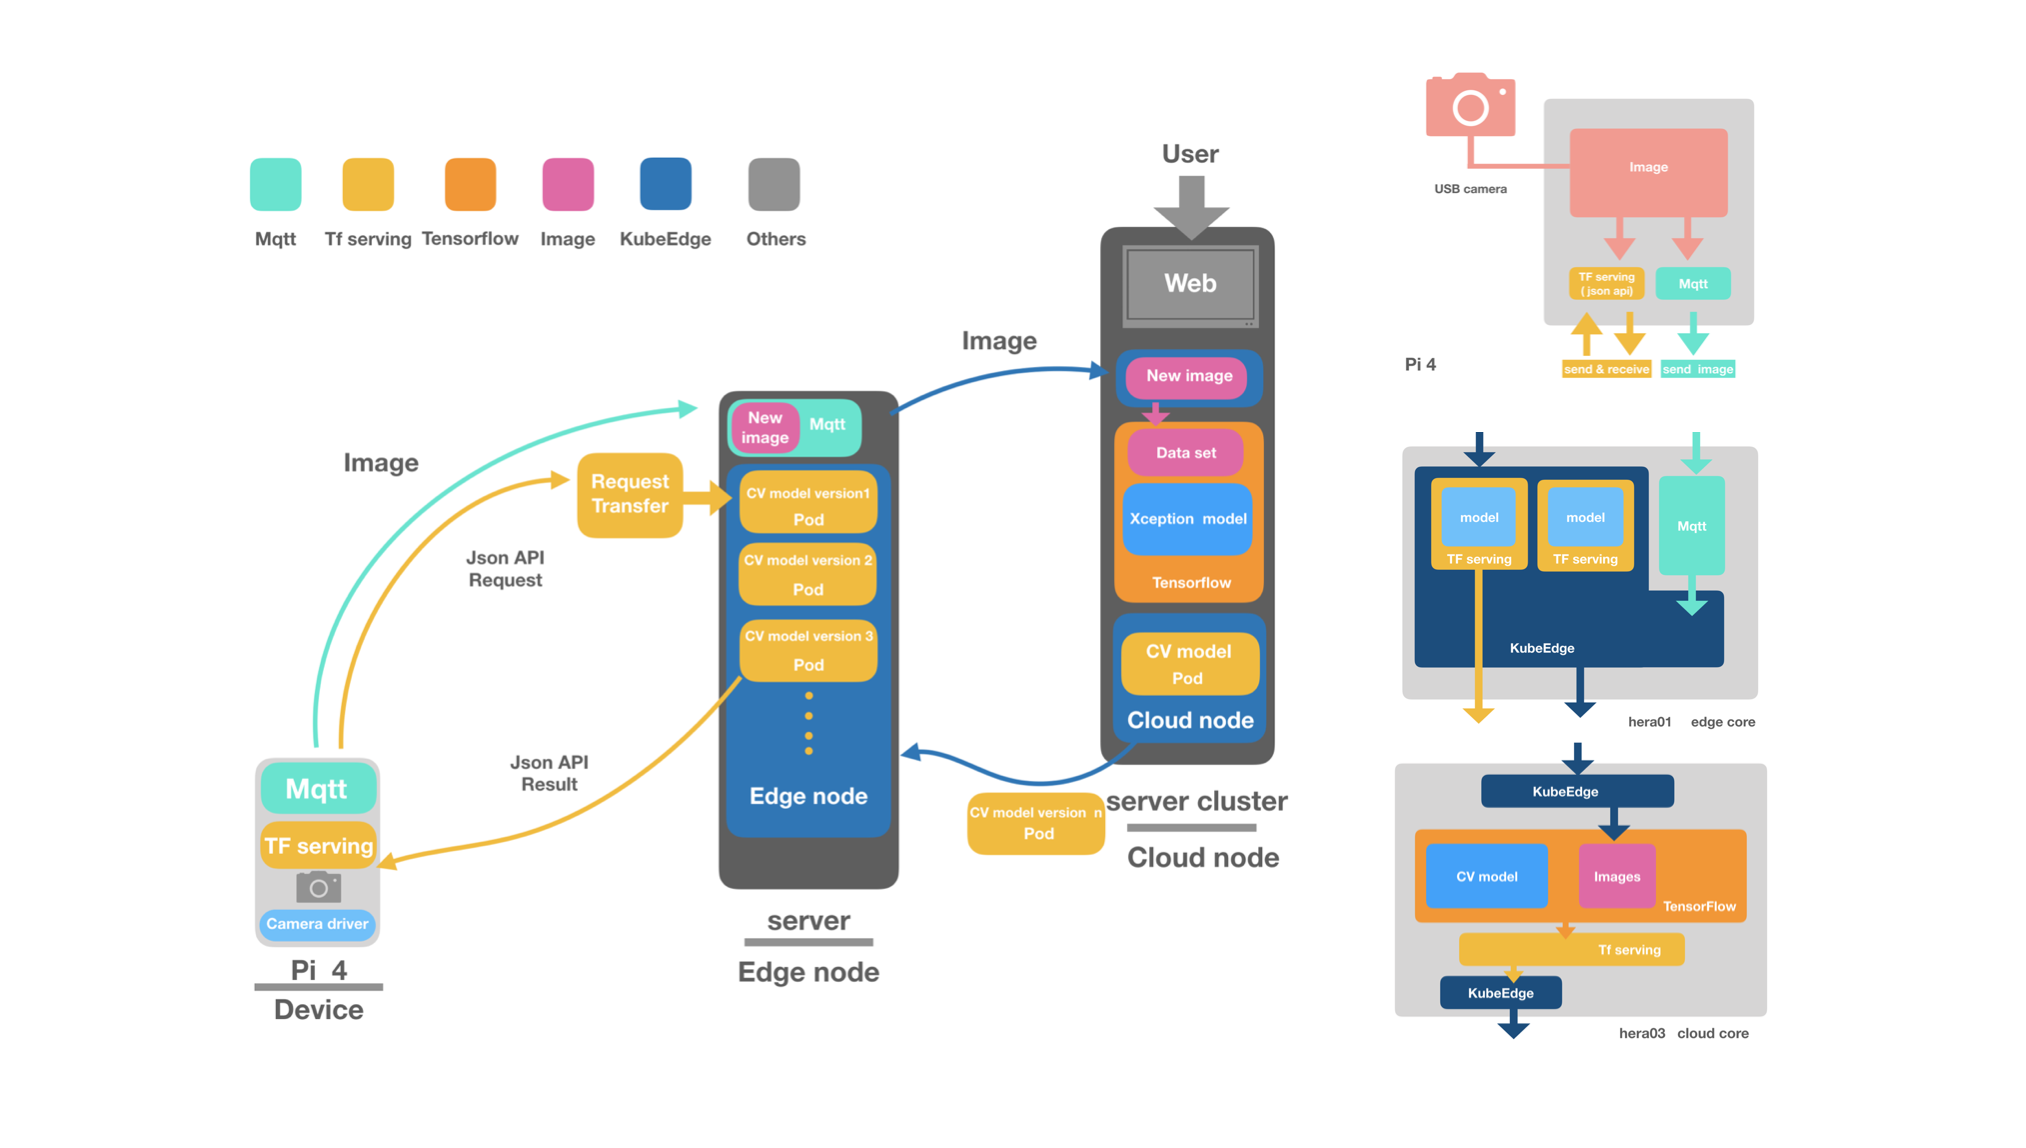 Mqtt
Tf serving
Tensorflow
Image
KubeEdge
Others
Image
Json API
Request
Request
Transfer
Json API
Result
Mqtt
TF serving
Camera driver
Pi 4
Device
New
image
Mqtt
CV model version1
Pod
CV model version 2
Pod
CV model version 3
Pod
Edge node
server
Edge node
Image
User
Web
New image
Data set
Xception model
Tensorflow
CV model
Pod
Cloud node
CV model version n
Pod
server cluster
Cloud node
USB camera
Image
TF serving
( json api)
Mqtt
send & receive
send image
Pi 4
model
TF serving
model
TF serving
Mqtt
KubeEdge
hera01 edge core
KubeEdge
CV model
Images
TensorFlow
Tf serving
KubeEdge
hera03 cloud core